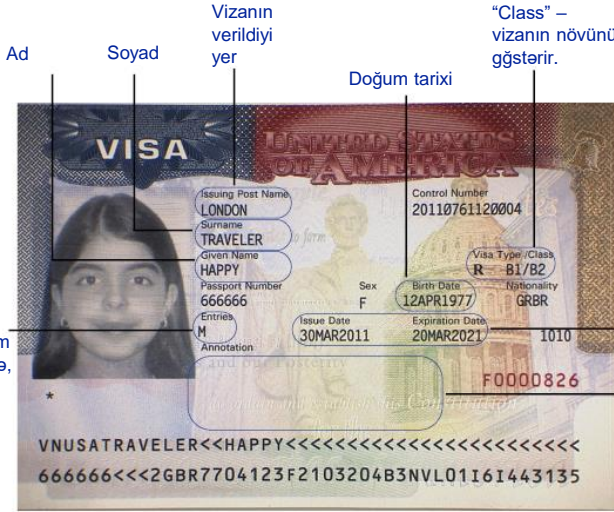 Vizanın
verildiyi
yer
"Class" –
vizanın növünü
gğstərir.
Ad
Soyad
Doğum tarixi
VISA
UNITED STATES
OF AMERICA
Issuing Post Name
LONDON
Control Number
20110761120004
Surname
TRAVELER
Given Name
HAPPY
Visa Type /Class
R B1/B2
Passport Number
666666
Sex
F
Birth Date
12APR1977
Nationality
GRBR
Entries
M
Issue Date
30MAR2011
Expiration Date
20MAR2021
1010
Annotation
F0000826
*
VNUSATRAVELER<<HAPPY<<<<<<<<<<<<<<<<<<<<<<<<
666666<<<2GBR7704123F2103204B3NVL01I6I443135